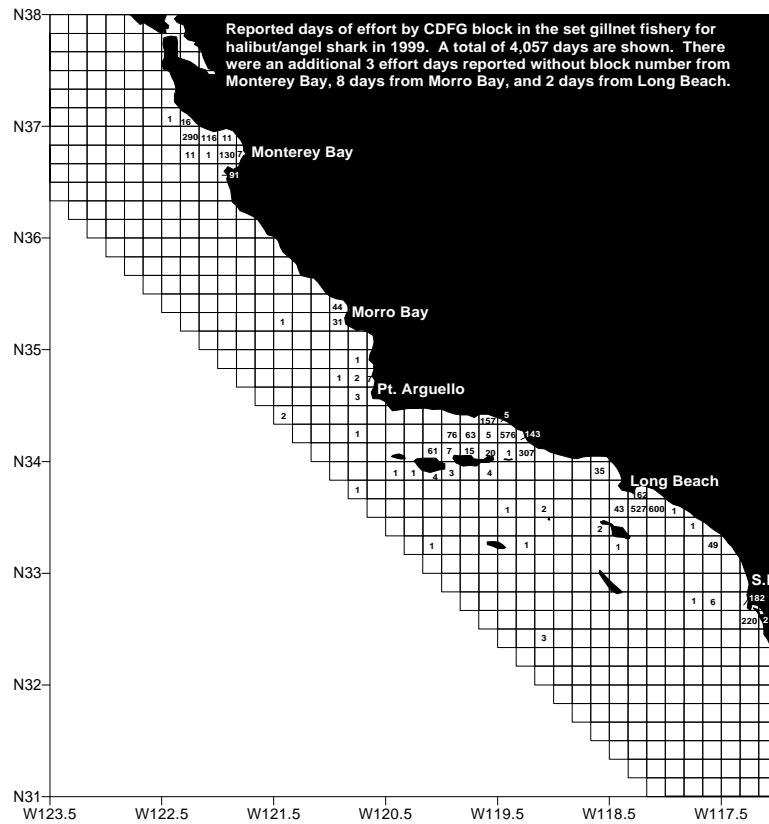 N38
Reported days of effort by CDFG block in the set gillnet fishery for
halibut/angel shark in 1999. A total of 4,057 days are shown. There
were an additional 3 effort days reported without block number from
Monterey Bay, 8 days from Morro Bay, and 2 days from Long Beach.
N37
1 16
290 116 11
11 1 130 7 Monterey Bay
91
N36
44
Morro Bay
1 31
N35
1
1 2 7
Pt. Arguello
3
2 157 5
1 76 63 5 576 143
61 7 15 20 1 307
N34
1 1 4 3 4 35
Long Beach
1 62
1 2 43 527 600 1
2 1
1 1 1 49
N33
S.
1 6 182
220 2
3
N32
N31
W123.5 W122.5 W121.5 W120.5 W119.5 W118.5 W117.5